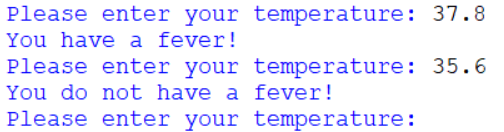 Please enter your temperature: 37.8
You have a fever!
Please enter your temperature: 35.6
You do not have a fever!
Please enter your temperature: